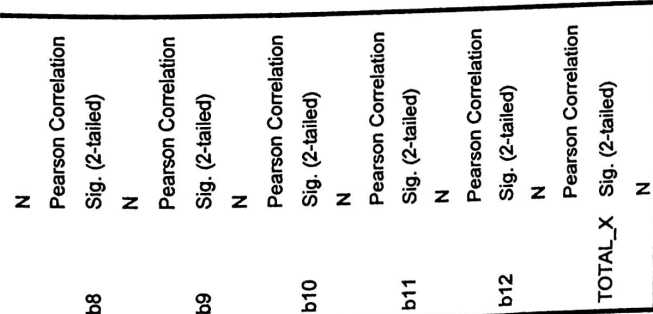 N
Pearson Correlation
b8 Sig. (2-tailed)
N
Pearson Correlation
b9 Sig. (2-tailed)
N
Pearson Correlation
b10 Sig. (2-tailed)
N
Pearson Correlation
b11 Sig. (2-tailed)
N
Pearson Correlation
b12 Sig. (2-tailed)
N
Pearson Correlation
TOTAL_X Sig. (2-tailed)
N